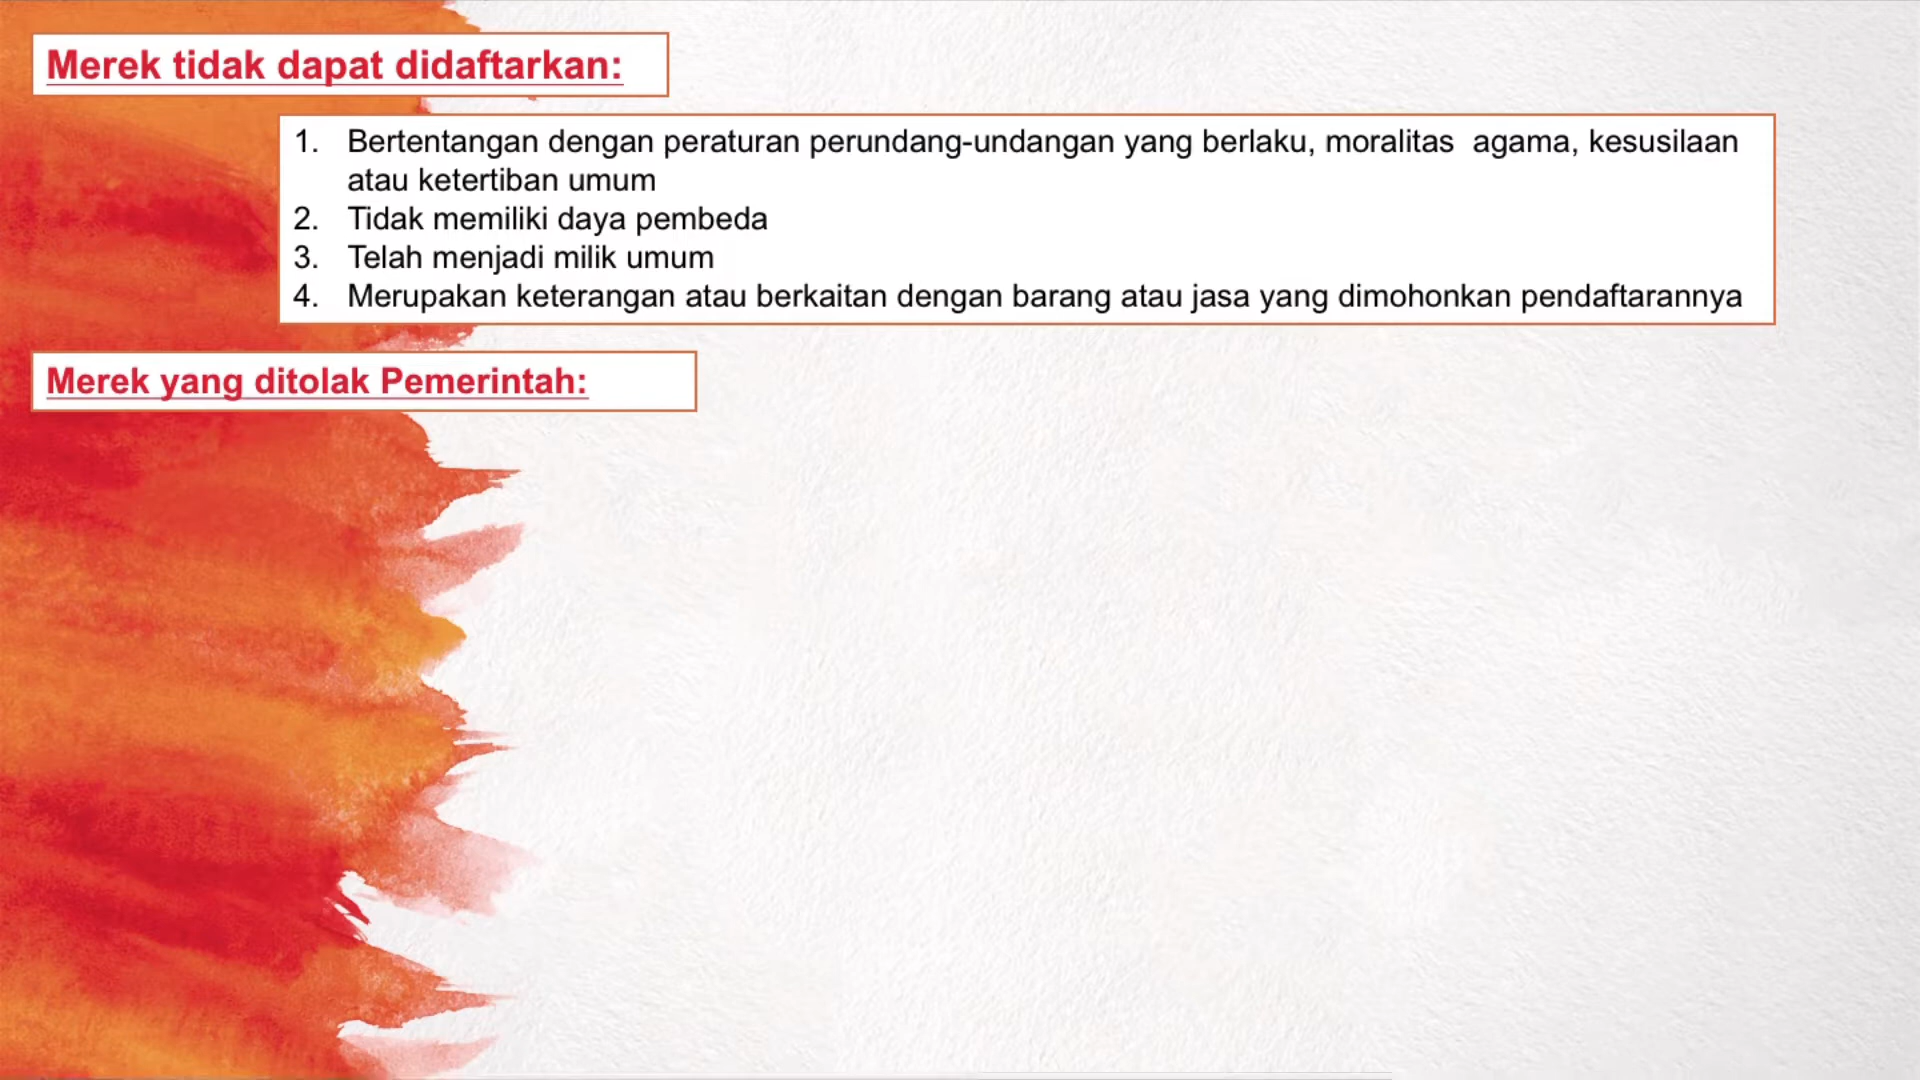 Merek tidak dapat didaftarkan:
1. Bertentangan dengan peraturan perundang-undangan yang berlaku, moralitas agama, kesusilaan
atau ketertiban umum
2. Tidak memiliki daya pembeda
3. Telah menjadi milik umum
4. Merupakan keterangan atau berkaitan dengan barang atau jasa yang dimohonkan pendaftarannya
Merek yang ditolak Pemerintah: